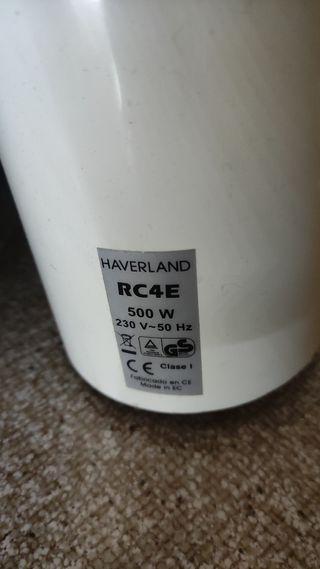 HAVERLAND
RC4E
500 W
230 V~50 Hz
GS
CE Clase I
Fabricado en CE
Made in EC